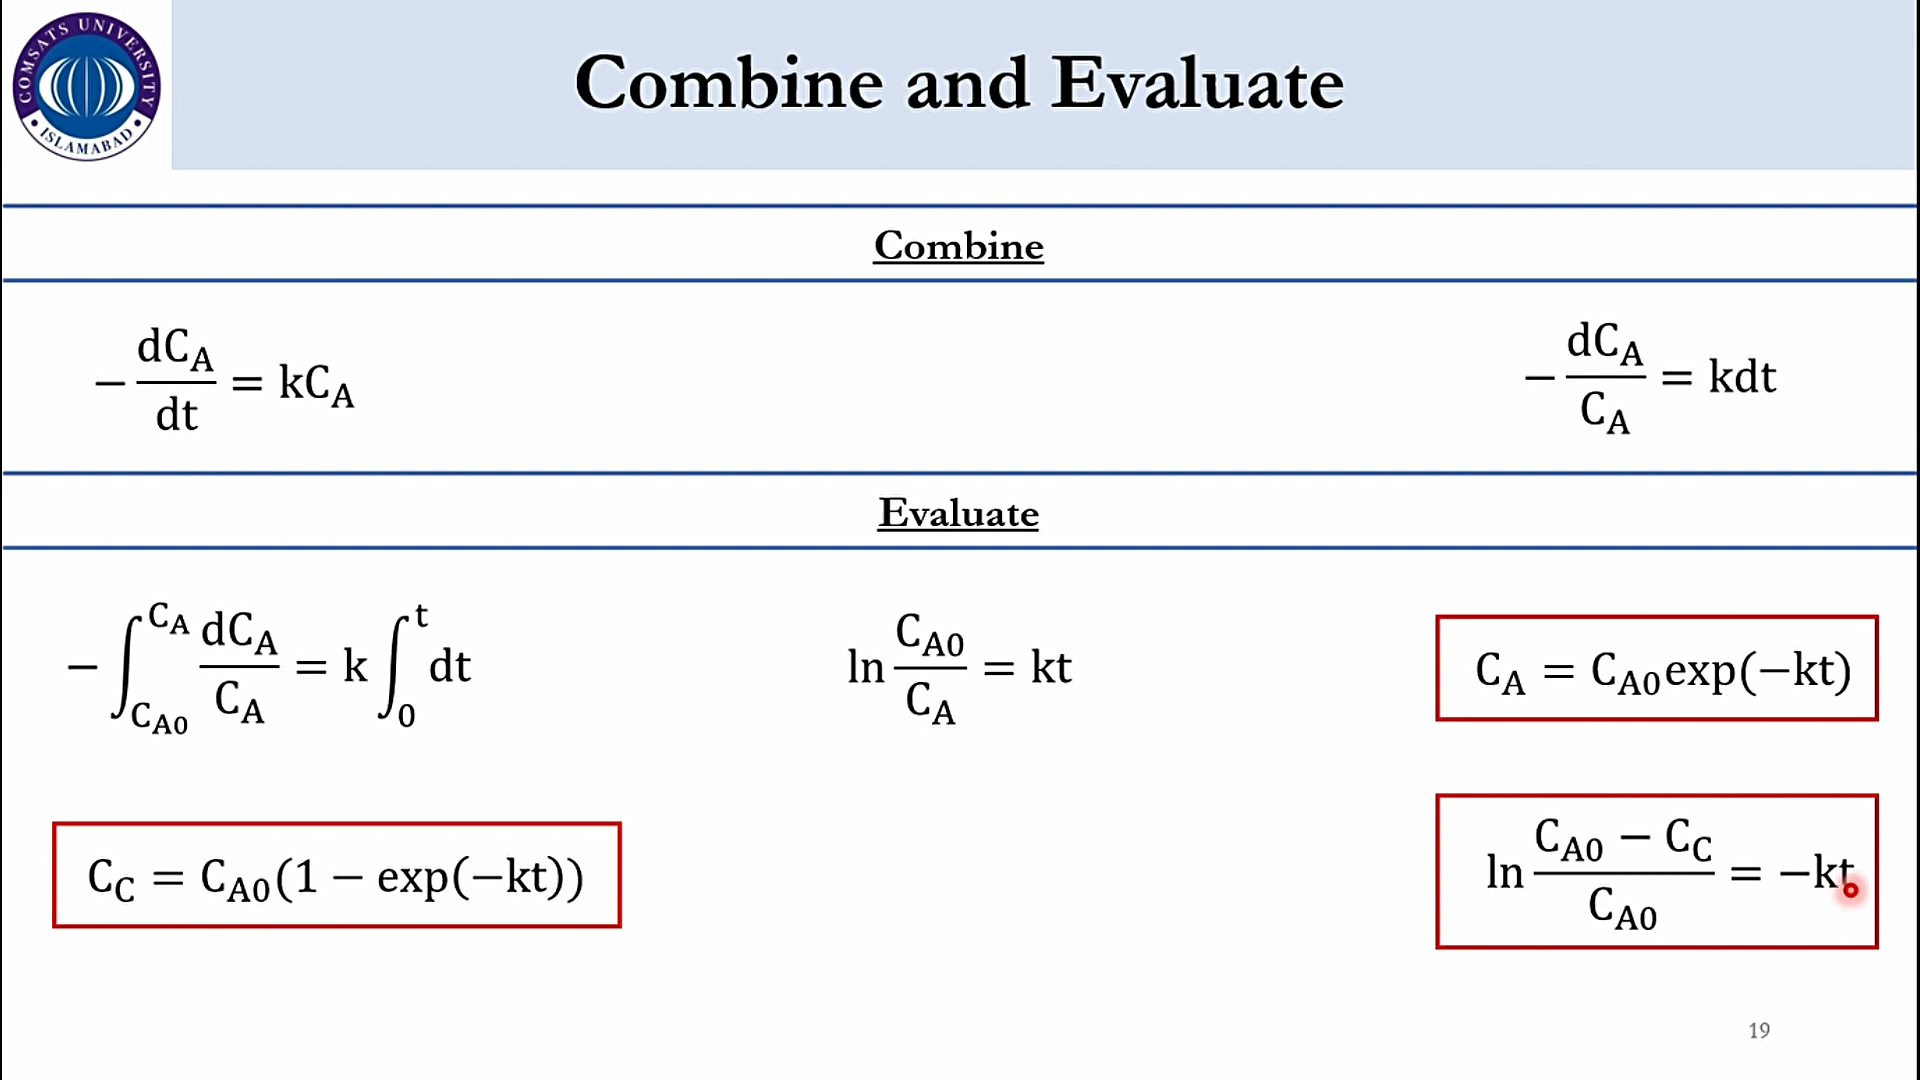 COMSATS UNIVERSITY
• ISLAMABAD •
Combine and Evaluate
Combine
− dC_A/dt = kC_A
− dC_A/C_A = kdt
Evaluate
− ∫_{C_A0}^{C_A} dC_A/C_A = k ∫_0^t dt
ln C_A0/C_A = kt
C_A = C_A0 exp(−kt)
C_C = C_A0(1 − exp(−kt))
ln (C_A0 − C_C)/C_A0 = −kt
19